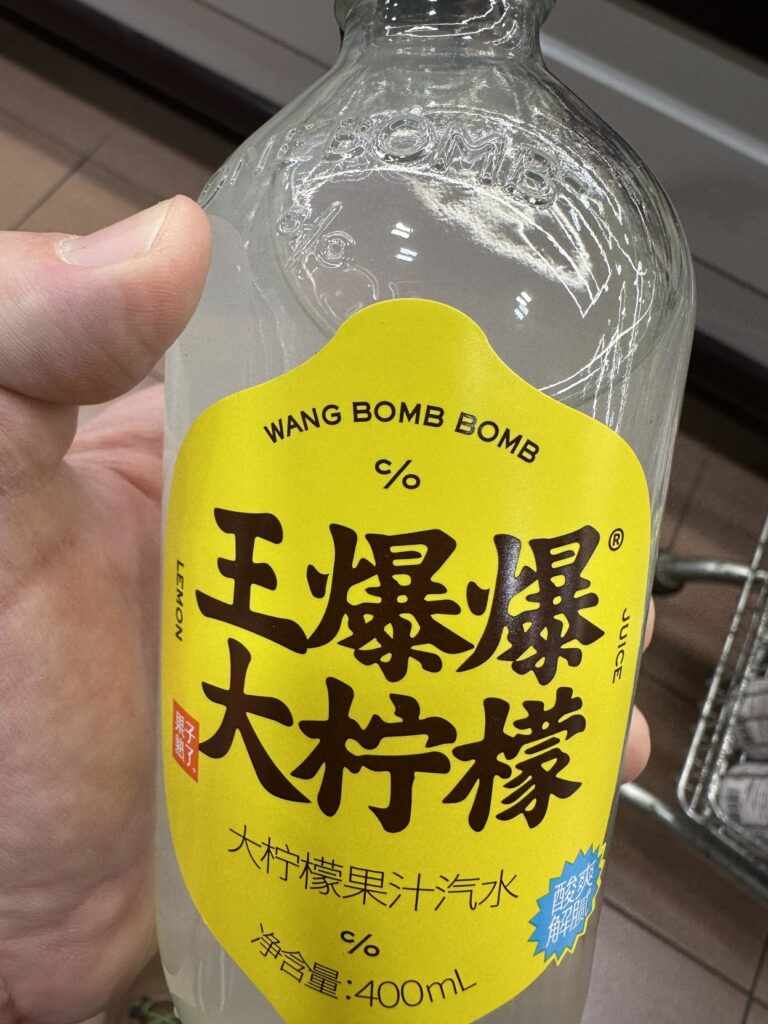 BOMB
%
WANG BOMB BOMB
c/o
王爆爆®
大柠檬
LEMON
JUICE
果子
熟了。
大柠檬果汁汽水
酸爽
解腻
c/o
净含量:400mL